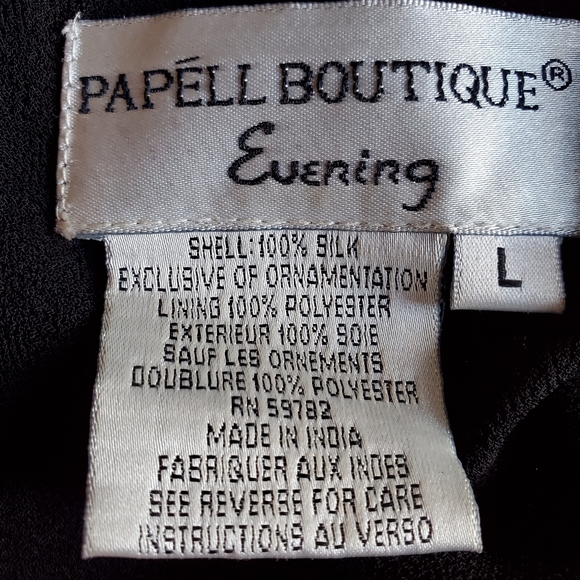 PAPÉLL BOUTIQUE®
Evening
L
SHELL: 100% SILK
EXCLUSIVE OF ORNAMENTATION
LINING 100% POLYESTER
EXTERIEUR 100% SOIE
SAUF LES ORNEMENTS
DOUBLURE 100% POLYESTER
RN 59782
MADE IN INDIA
FABRIQUER AUX INDES
SEE REVERSE FOR CARE
INSTRUCTIONS AU VERSO